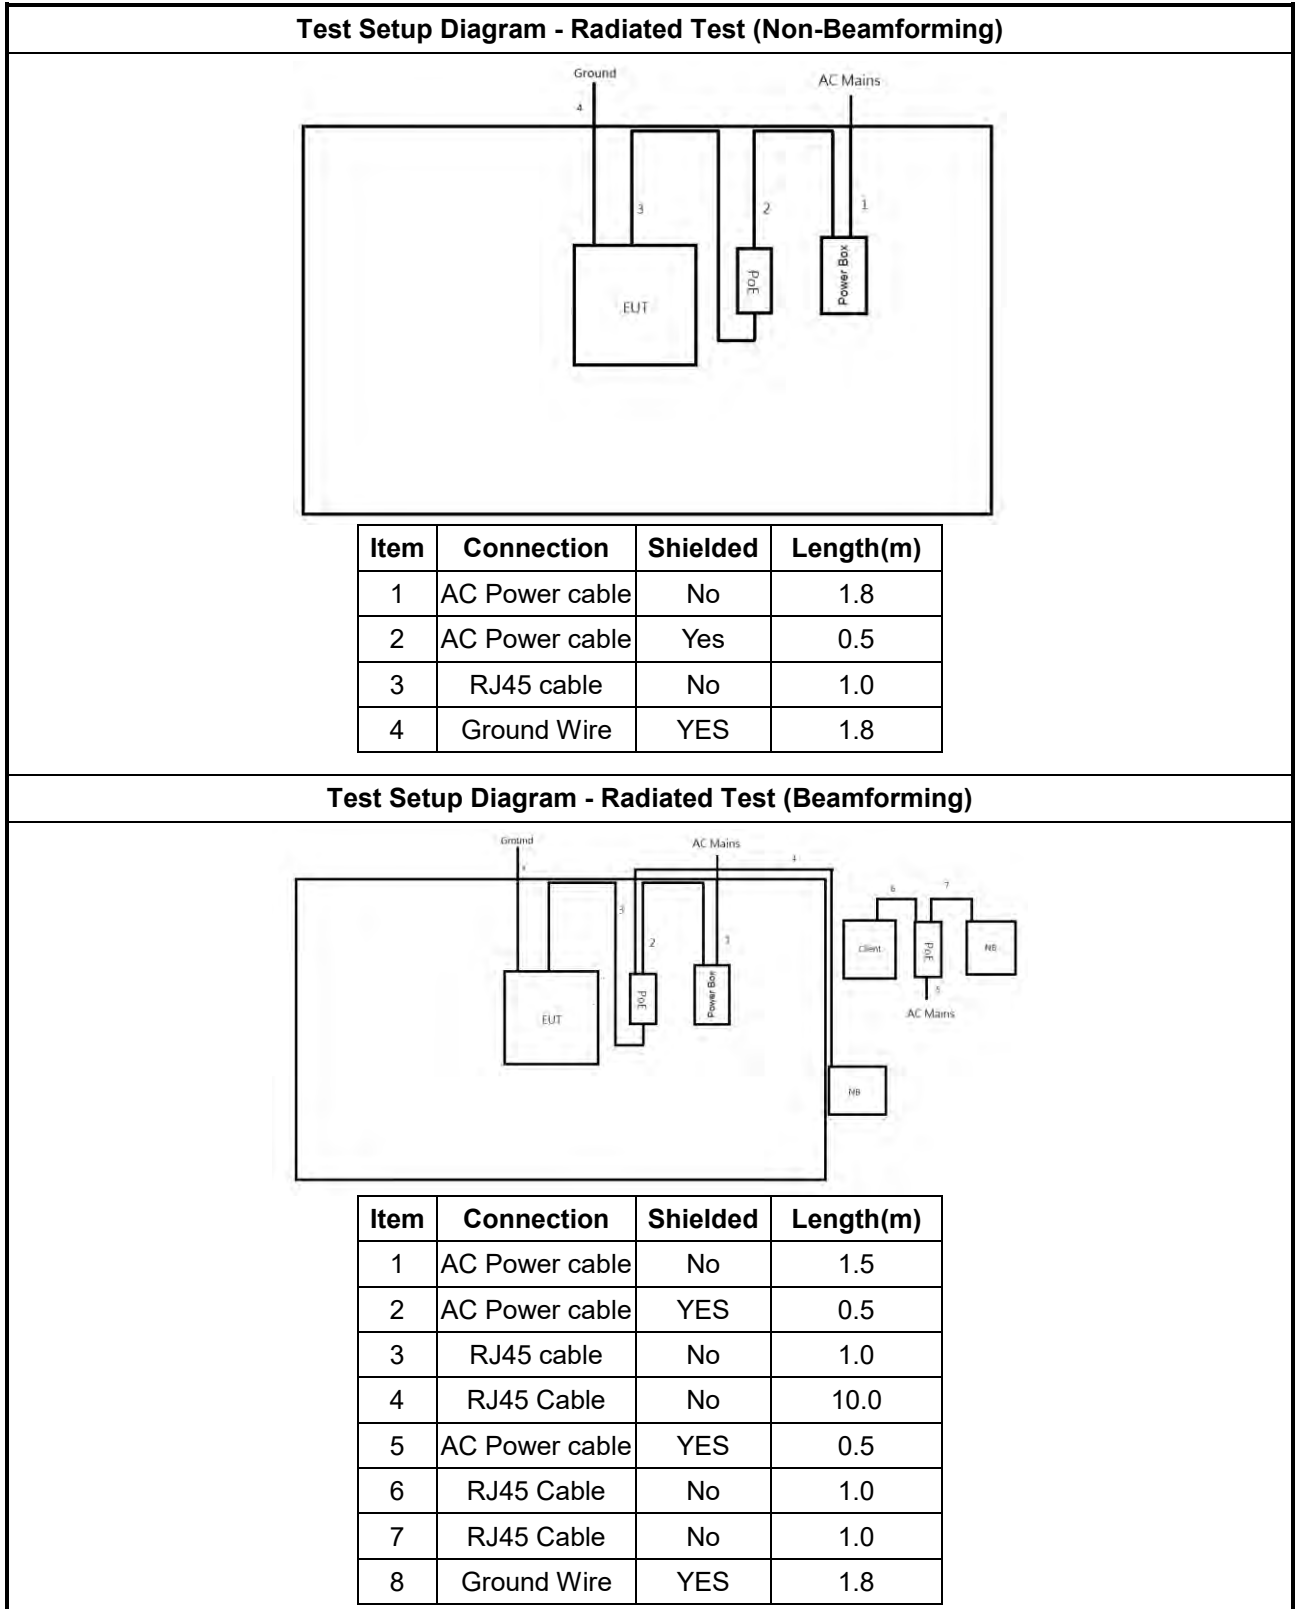 Test Setup Diagram - Radiated Test (Non-Beamforming)
Ground
AC Mains
4
3
2
1
EUT
PoE
Power Box
Item Connection Shielded Length(m)
1 AC Power cable No 1.8
2 AC Power cable Yes 0.5
3 RJ45 cable No 1.0
4 Ground Wire YES 1.8
Test Setup Diagram - Radiated Test (Beamforming)
Ground
AC Mains
3
2
6
7
Client
PoE
NB
5
AC Mains
EUT
PoE
Power Box
NB
Item Connection Shielded Length(m)
1 AC Power cable No 1.5
2 AC Power cable YES 0.5
3 RJ45 cable No 1.0
4 RJ45 Cable No 10.0
5 AC Power cable YES 0.5
6 RJ45 Cable No 1.0
7 RJ45 Cable No 1.0
8 Ground Wire YES 1.8